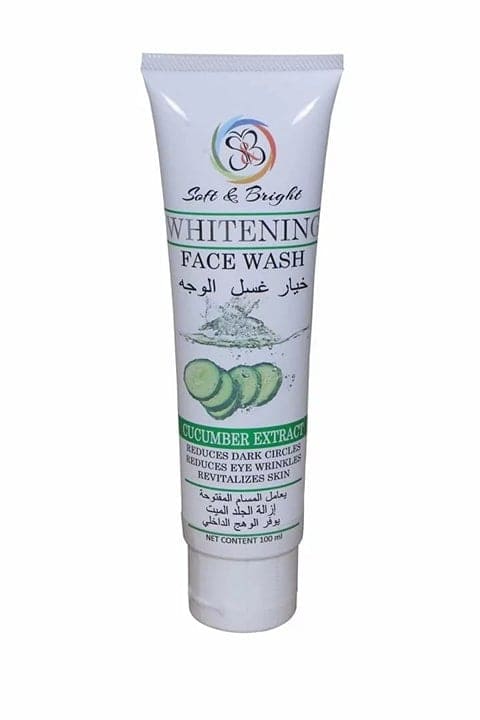 Soft & Bright
WHITENING
FACE WASH
خيار غسل الوجه
CUCUMBER EXTRACT
REDUCES DARK CIRCLES
REDUCES EYE WRINKLES
REVITALIZES SKIN
يعامل المسام المفتوحة
إزالة الجلد الميت
يوفر الوهج الداخلي
NET CONTENT 100 ml